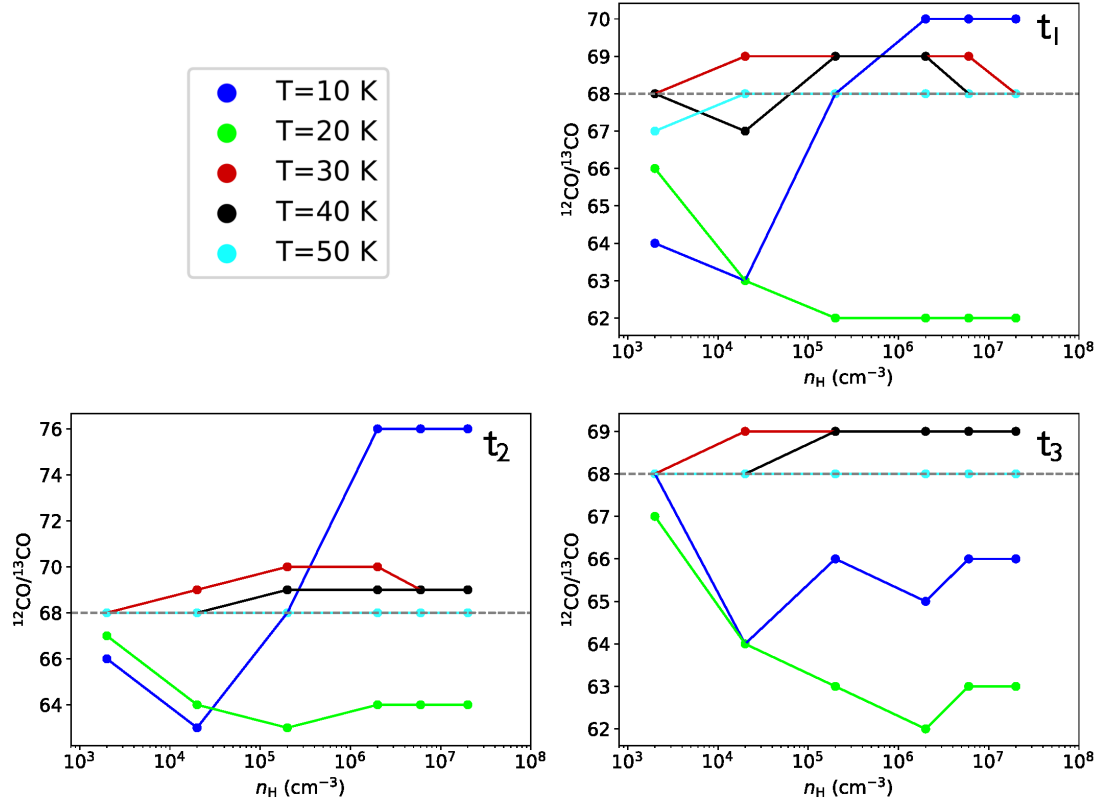 T=10 K
T=20 K
T=30 K
T=40 K
T=50 K
t1
70
69
68
67
66
65
64
63
62
¹²CO/¹³CO
10³ 10⁴ 10⁵ 10⁶ 10⁷ 10⁸
nH (cm⁻³)
t2
76
74
72
70
68
66
64
¹²CO/¹³CO
10³ 10⁴ 10⁵ 10⁶ 10⁷ 10⁸
nH (cm⁻³)
t3
69
68
67
66
65
64
63
62
¹²CO/¹³CO
10³ 10⁴ 10⁵ 10⁶ 10⁷ 10⁸
nH (cm⁻³)